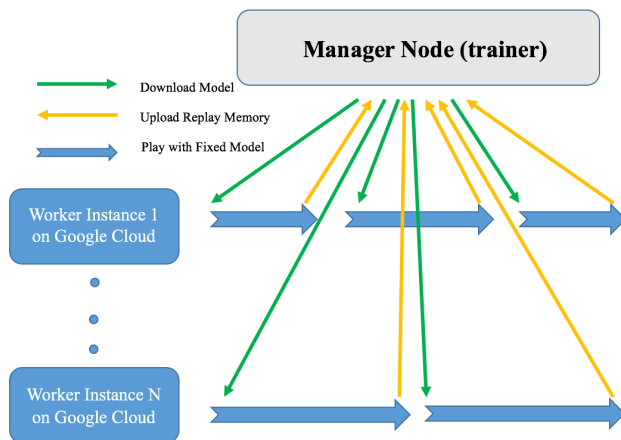 Manager Node (trainer)
Download Model
Upload Replay Memory
Play with Fixed Model
Worker Instance 1
on Google Cloud
Worker Instance N
on Google Cloud